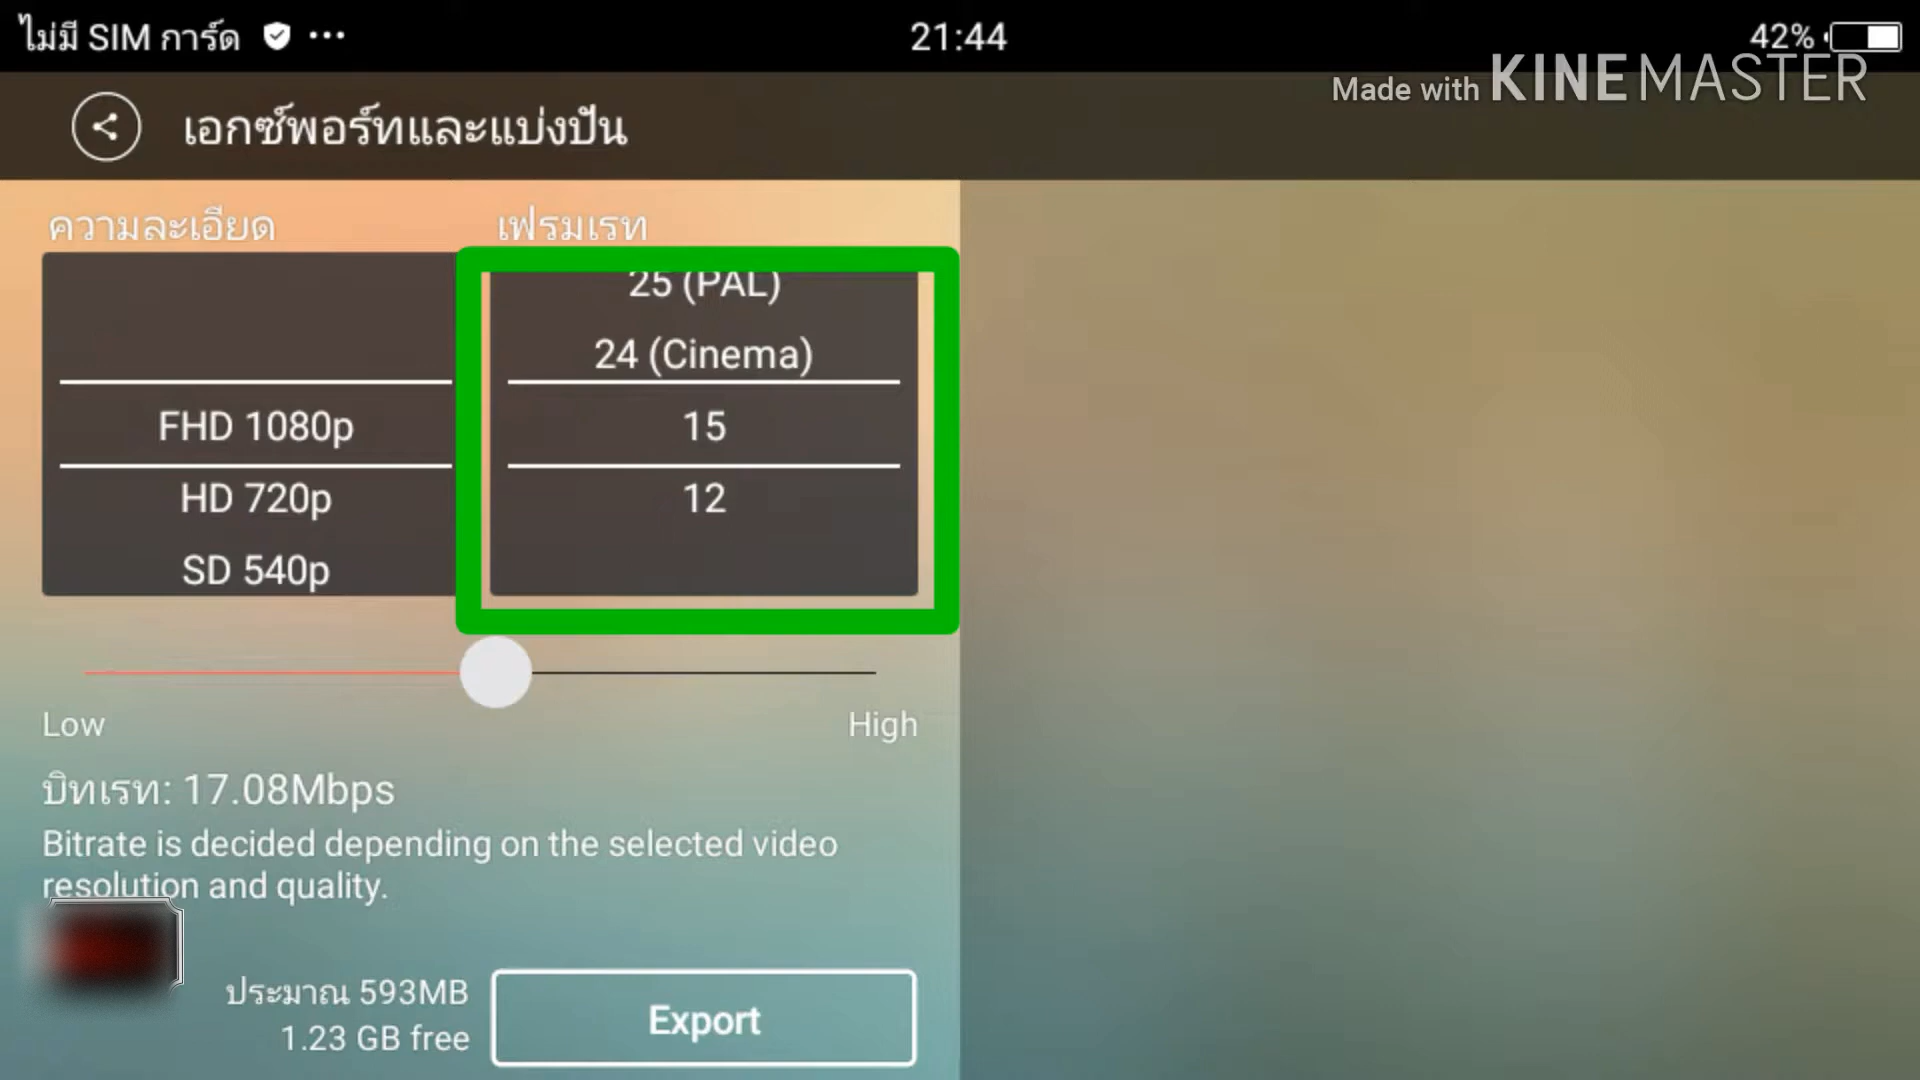 ไม่มี SIM การ์ด ••• 21:44 42%
Made with KINEMASTER
เอกซ์พอร์ทและแบ่งปัน
ความละเอียด เฟรมเรท
25 (PAL)
24 (Cinema)
FHD 1080p 15
HD 720p 12
SD 540p
Low High
บิทเรท: 17.08Mbps
Bitrate is decided depending on the selected video
resolution and quality.
ประมาณ 593MB
1.23 GB free
Export